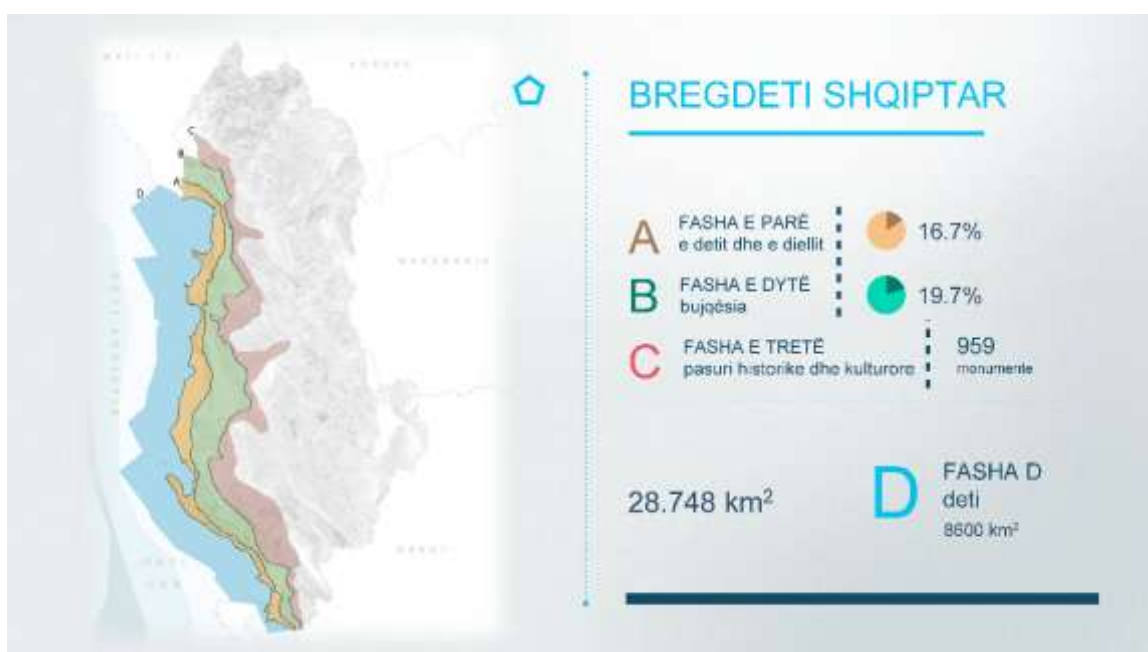 C
B
A
D
BREGDETI SHQIPTAR
A FASHA E PARË
e detit dhe e diellit
16.7%
B FASHA E DYTË
bujqësia
19.7%
C FASHA E TRETË
pasuri historike dhe kulturore
959
monumente
28.748 km²
D FASHA D
deti
8600 km²